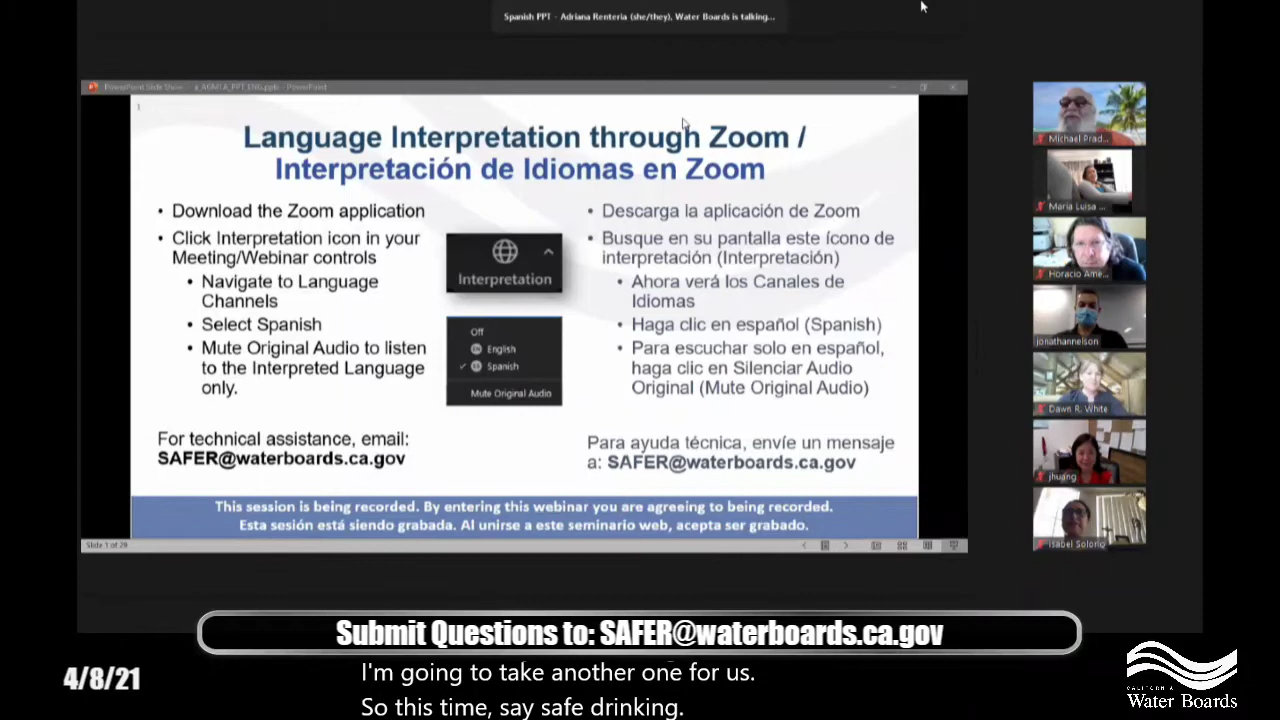 Spanish PPT - Adriana Renteria (she/they), Water Boards is talking...
1
Language Interpretation through Zoom /
Interpretación de Idiomas en Zoom
• Download the Zoom application
• Click Interpretation icon in your
Meeting/Webinar controls
• Navigate to Language
Channels
• Select Spanish
• Mute Original Audio to listen
to the Interpreted Language
only.
For technical assistance, email:
SAFER@waterboards.ca.gov
Interpretation
Off
English
Spanish
Mute Original Audio
• Descarga la aplicación de Zoom
• Busque en su pantalla este ícono de
interpretación (Interpretación)
• Ahora verá los Canales de
Idiomas
• Haga clic en español (Spanish)
• Para escuchar solo en español,
haga clic en Silenciar Audio
Original (Mute Original Audio)
Para ayuda técnica, envíe un mensaje
a: SAFER@waterboards.ca.gov
This session is being recorded. By entering this webinar you are agreeing to being recorded.
Esta sesión está siendo grabada. Al unirse a este seminario web, acepta ser grabado.
Slide 1 of 29
Michael Prad...
Maria Luisa ...
Horacio Ame...
jonathannelson
Dawn R. White
jhuang
Isabel Solorio
Submit Questions to: SAFER@waterboards.ca.gov
4/8/21
I'm going to take another one for us.
So this time, say safe drinking.
CALIFORNIA
Water Boards